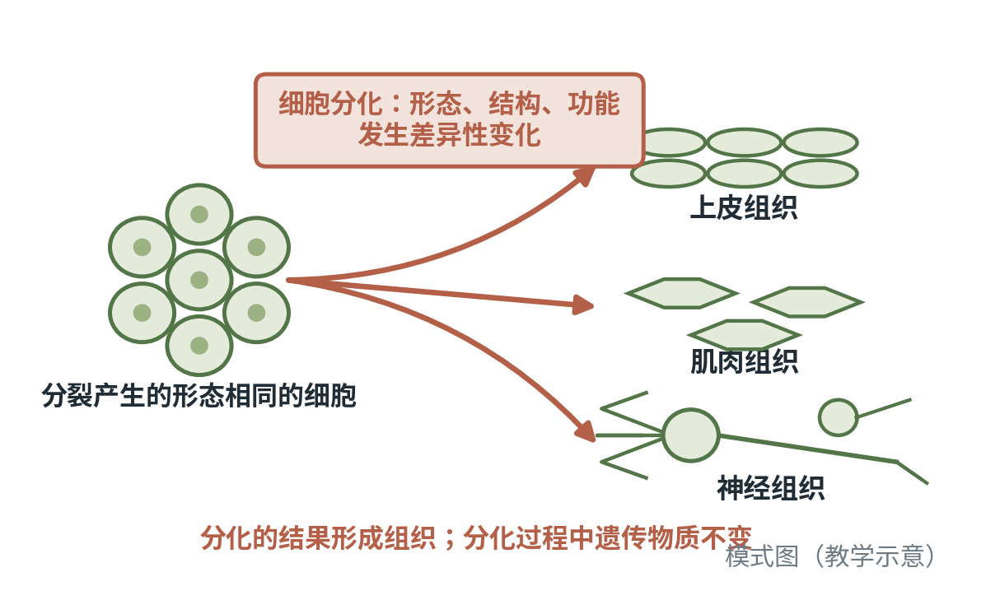 细胞分化：形态、结构、功能
发生差异性变化
上皮组织
肌肉组织
分裂产生的形态相同的细胞
神经组织
分化的结果形成组织；分化过程中遗传物质不变
模式图（教学示意）